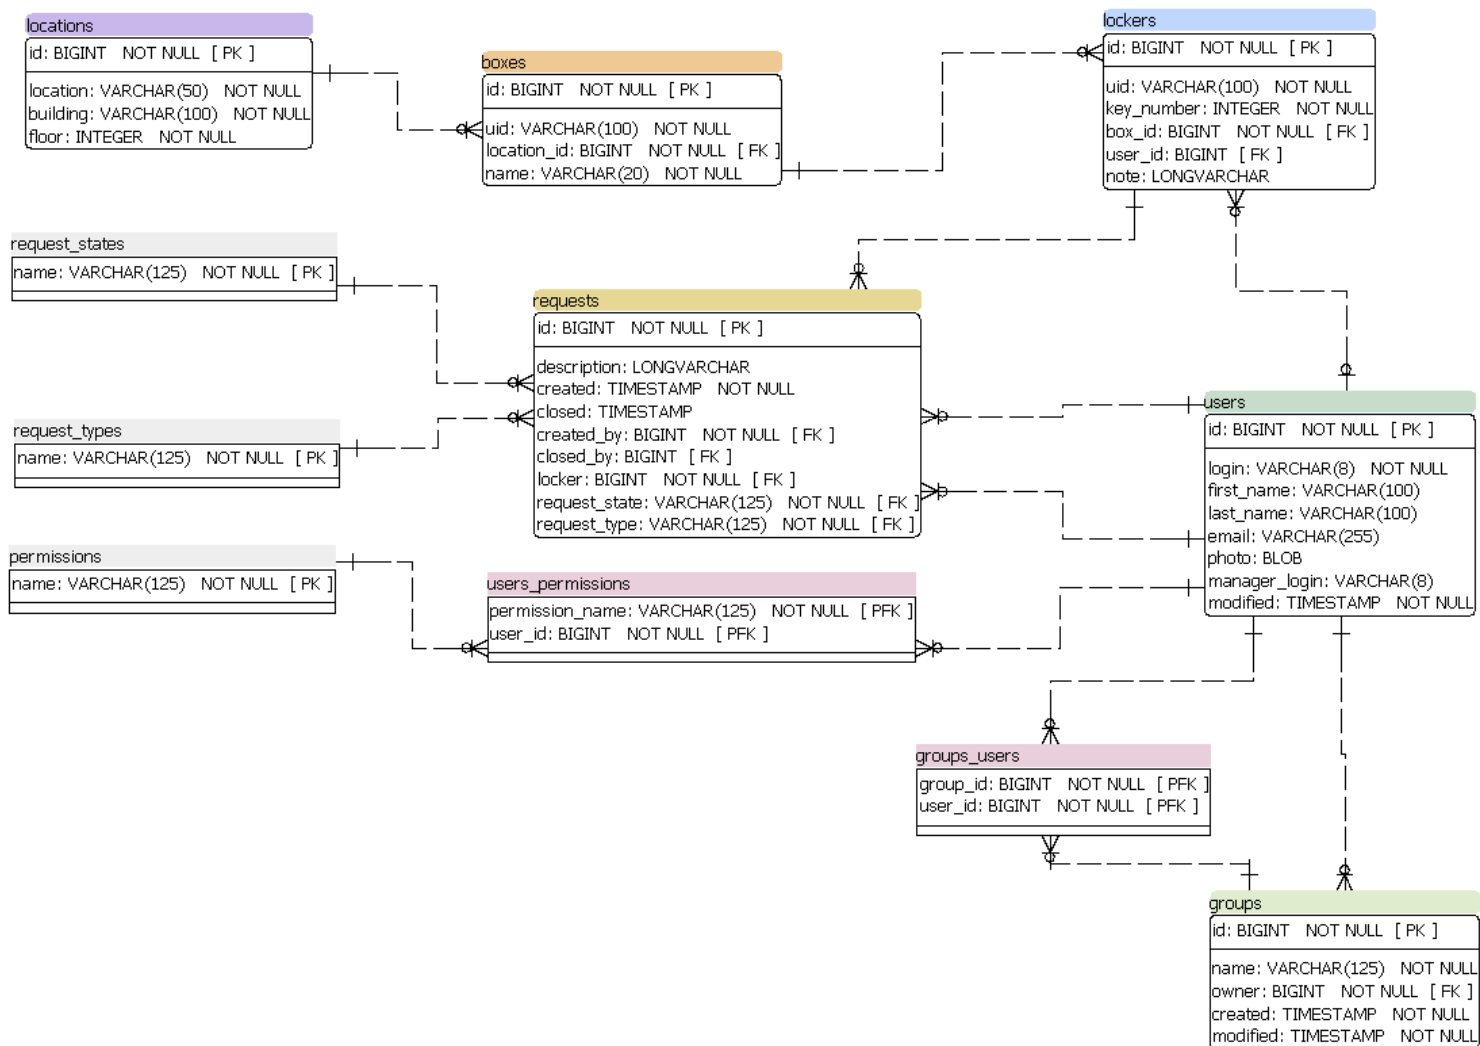 locations
id: BIGINT NOT NULL [ PK ]
location: VARCHAR(50) NOT NULL
building: VARCHAR(100) NOT NULL
floor: INTEGER NOT NULL
boxes
id: BIGINT NOT NULL [ PK ]
uid: VARCHAR(100) NOT NULL
location_id: BIGINT NOT NULL [ FK ]
name: VARCHAR(20) NOT NULL
lockers
id: BIGINT NOT NULL [ PK ]
uid: VARCHAR(100) NOT NULL
key_number: INTEGER NOT NULL
box_id: BIGINT NOT NULL [ FK ]
user_id: BIGINT [ FK ]
note: LONGVARCHAR
request_states
name: VARCHAR(125) NOT NULL [ PK ]
requests
id: BIGINT NOT NULL [ PK ]
description: LONGVARCHAR
created: TIMESTAMP NOT NULL
closed: TIMESTAMP
created_by: BIGINT NOT NULL [ FK ]
closed_by: BIGINT [ FK ]
locker: BIGINT NOT NULL [ FK ]
request_state: VARCHAR(125) NOT NULL [ FK ]
request_type: VARCHAR(125) NOT NULL [ FK ]
request_types
name: VARCHAR(125) NOT NULL [ PK ]
users
id: BIGINT NOT NULL [ PK ]
login: VARCHAR(8) NOT NULL
first_name: VARCHAR(100)
last_name: VARCHAR(100)
email: VARCHAR(255)
photo: BLOB
manager_login: VARCHAR(8)
modified: TIMESTAMP NOT NULL
permissions
name: VARCHAR(125) NOT NULL [ PK ]
users_permissions
permission_name: VARCHAR(125) NOT NULL [ PFK ]
user_id: BIGINT NOT NULL [ PFK ]
groups_users
group_id: BIGINT NOT NULL [ PFK ]
user_id: BIGINT NOT NULL [ PFK ]
groups
id: BIGINT NOT NULL [ PK ]
name: VARCHAR(125) NOT NULL
owner: BIGINT NOT NULL [ FK ]
created: TIMESTAMP NOT NULL
modified: TIMESTAMP NOT NULL